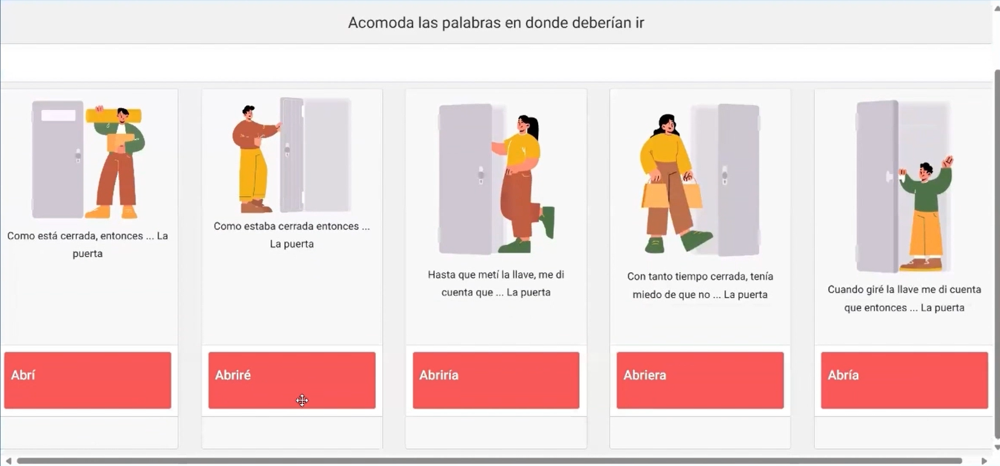 Acomoda las palabras en donde deberían ir
Como está cerrada, entonces ... La
puerta
Como estaba cerrada entonces ...
La puerta
Hasta que metí la llave, me di
cuenta que ... La puerta
Con tanto tiempo cerrada, tenía
miedo de que no ... La puerta
Cuando giré la llave me di cuenta
que entonces ... La puerta
Abrí
Abriré
Abriría
Abriera
Abría